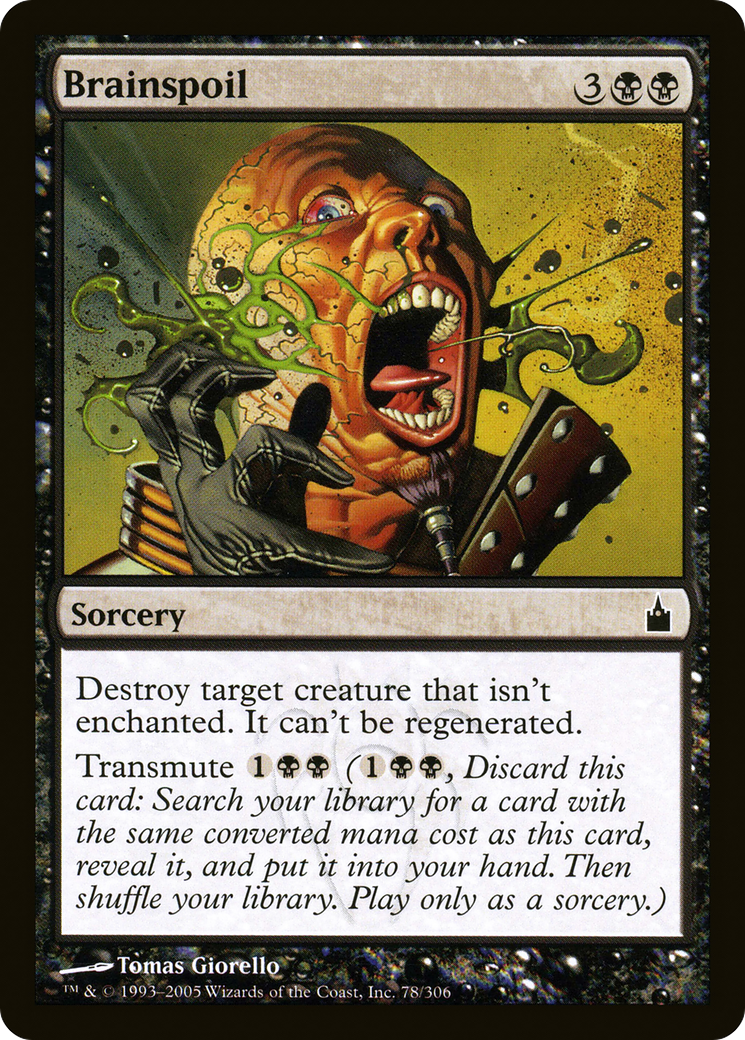 Brainspoil 3
Sorcery
Destroy target creature that isn't
enchanted. It can't be regenerated.
Transmute 1 (1, Discard this
card: Search your library for a card with
the same converted mana cost as this card,
reveal it, and put it into your hand. Then
shuffle your library. Play only as a sorcery.)
Tomas Giorello
™ & © 1993–2005 Wizards of the Coast, Inc. 78/306